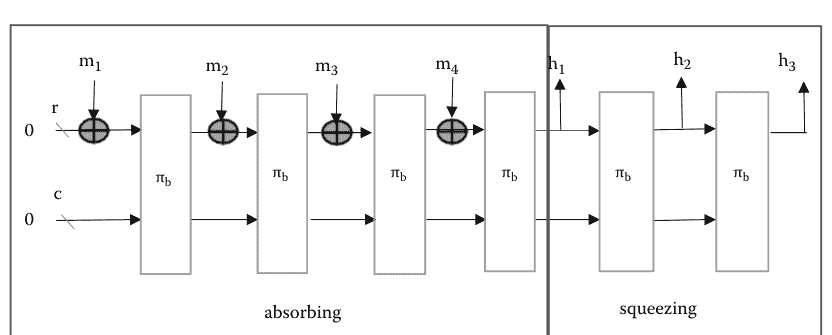 m1 m2 m3 m4 h1 h2 h3
r
0
πb πb πb πb πb πb
c
0
absorbing squeezing